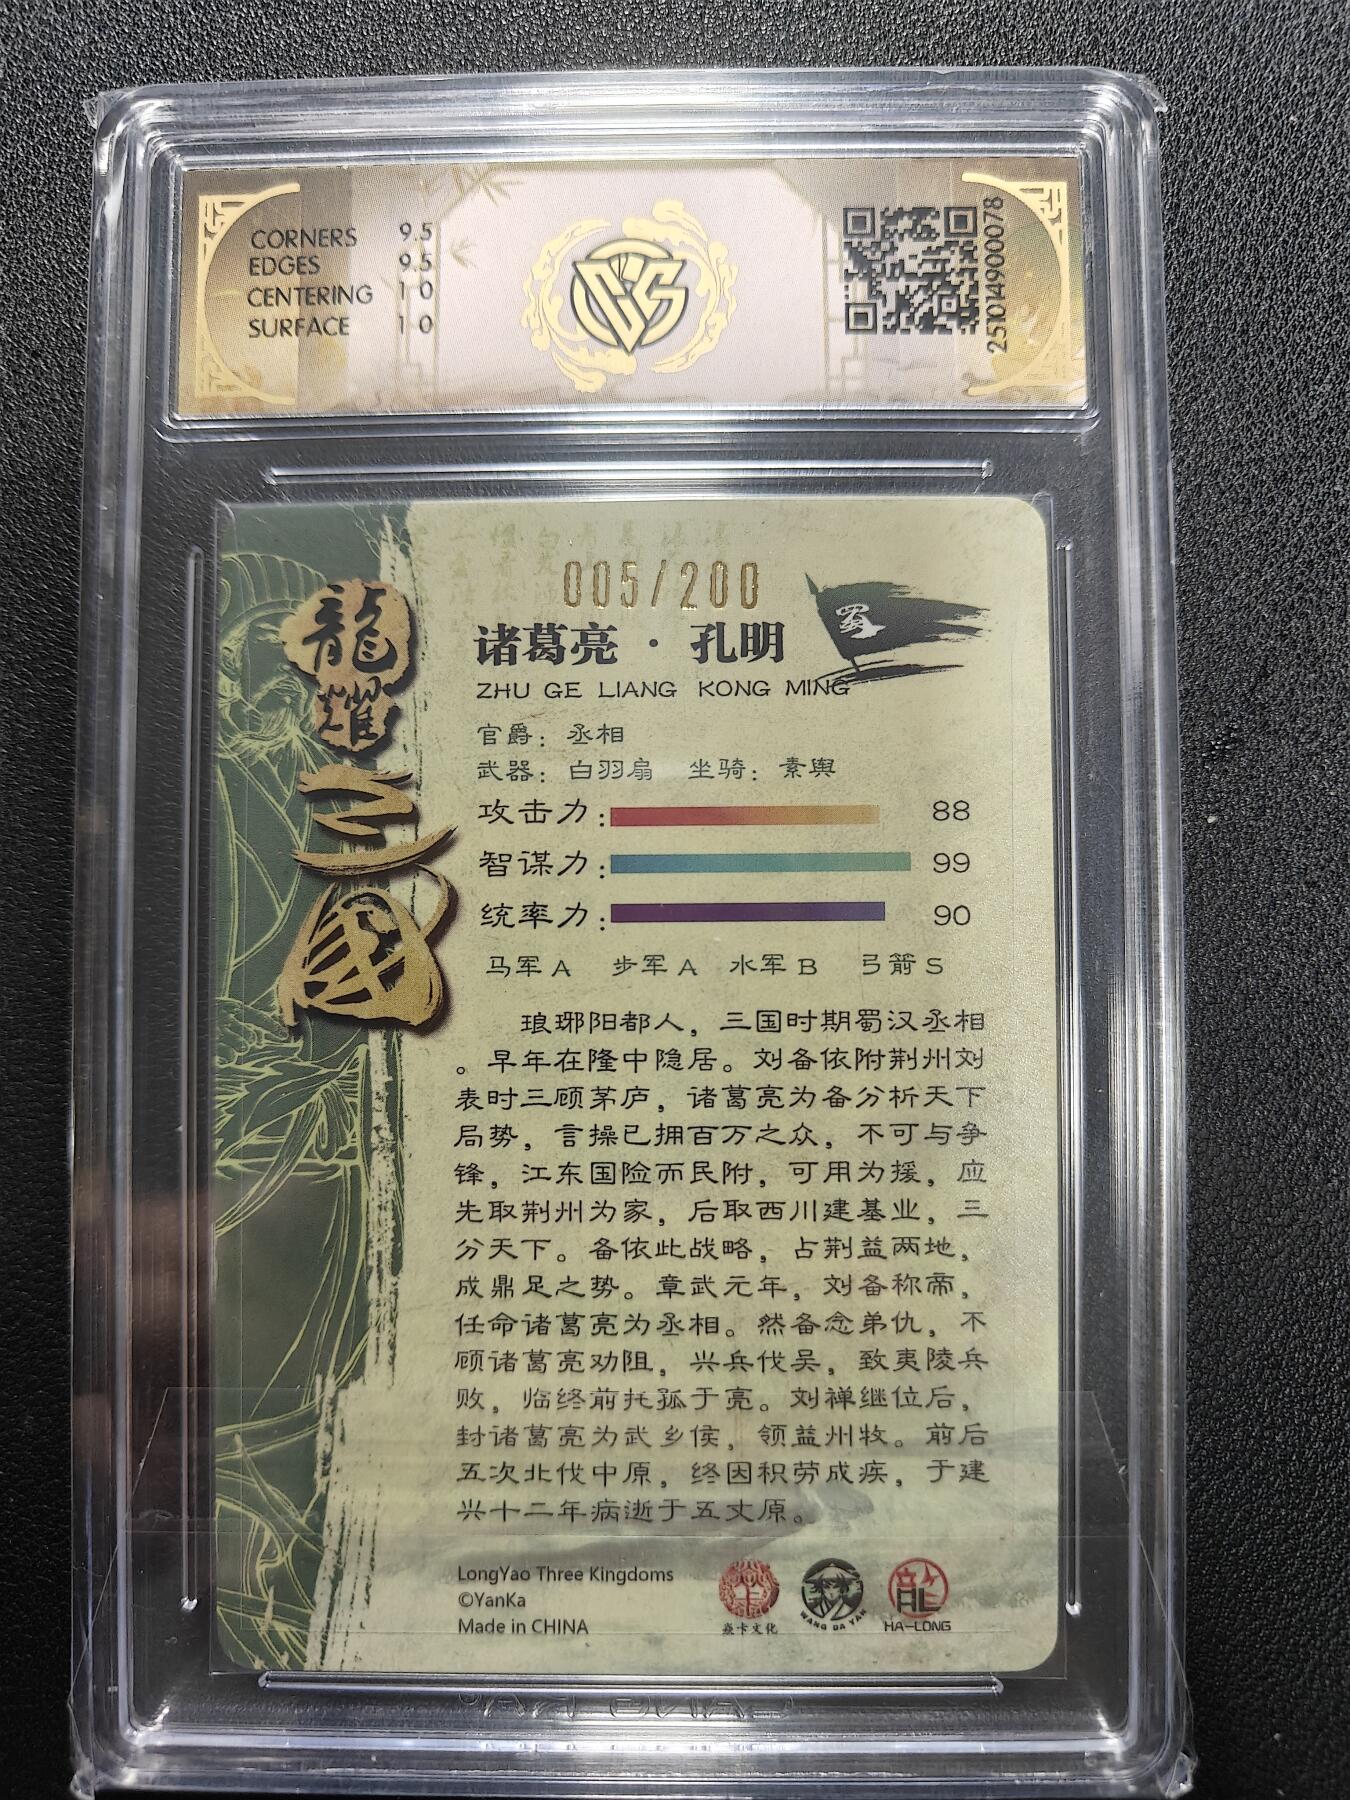 CORNERS 9.5
EDGES 9.5
CENTERING 10
SURFACE 10
2510149000078
龍耀三國
005/200
诸葛亮·孔明
蜀
ZHU GE LIANG KONG MING
官爵：丞相
武器：白羽扇 坐骑：素舆
攻击力： 88
智谋力： 99
统率力： 90
马军A 步军A 水军B 弓箭S
琅琊阳都人，三国时期蜀汉丞相
。早年在隆中隐居。刘备依附荆州刘
表时三顾茅庐，诸葛亮为备分析天下
局势，言操已拥百万之众，不可与争
锋，江东国险而民附，可用为援，应
先取荆州为家，后取西川建基业，三
分天下。备依此战略，占荆益两地，
成鼎足之势。章武元年，刘备称帝，
任命诸葛亮为丞相。然备念弟仇，不
顾诸葛亮劝阻，兴兵伐吴，致夷陵兵
败，临终前托孤于亮。刘禅继位后，
封诸葛亮为武乡侯，领益州牧。前后
五次北伐中原，终因积劳成疾，于建
兴十二年病逝于五丈原。
LongYao Three Kingdoms
©YanKa
Made in CHINA
焱卡文化
WANG DA YAN
HA-LONG